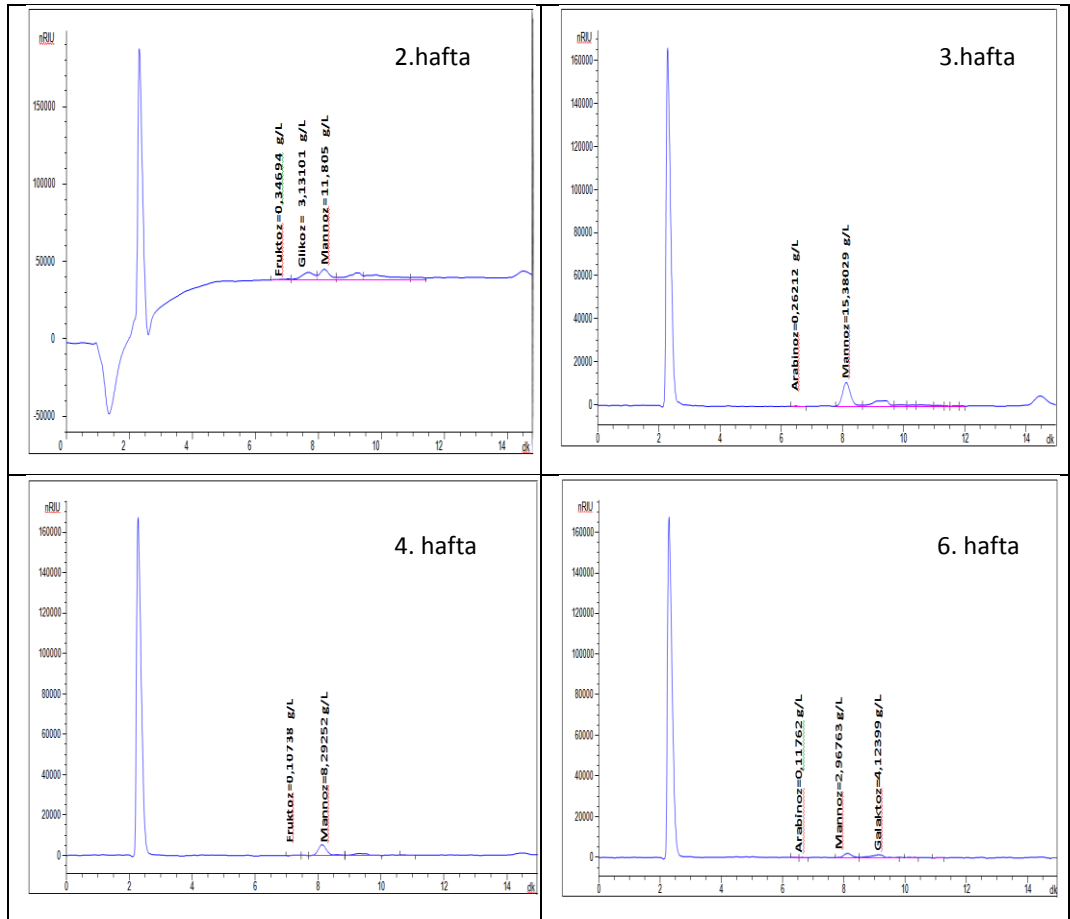 nRIU
2.hafta
150000
100000
50000
0
-50000
Fruktoz=0,34694 g/L
Glikoz= 3,13101 g/L
Mannoz=11,805 g/L
0 2 4 6 8 10 12 14 dk
nRIU
3.hafta
160000
140000
120000
100000
80000
60000
40000
20000
0
Arabinoz=0,26212 g/L
Mannoz=15,38029 g/L
0 2 4 6 8 10 12 14 dk
nRIU
4. hafta
160000
140000
120000
100000
80000
60000
40000
20000
0
Fruktoz=0,10738 g/L
Mannoz=8,29252 g/L
0 2 4 6 8 10 12 14 dk
nRIU
6. hafta
160000
140000
120000
100000
80000
60000
40000
20000
0
Arabinoz=0,11762 g/L
Mannoz=2,96763 g/L
Galaktoz=4,12399 g/L
0 2 4 6 8 10 12 14 dk